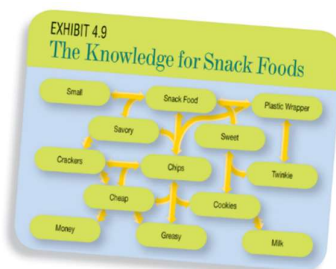 EXHIBIT 4.9
The Knowledge for Snack Foods
Small
Snack Food
Plastic Wrapper
Savory
Sweet
Crackers
Chips
Twinkie
Cheap
Cookies
Money
Greasy
Milk